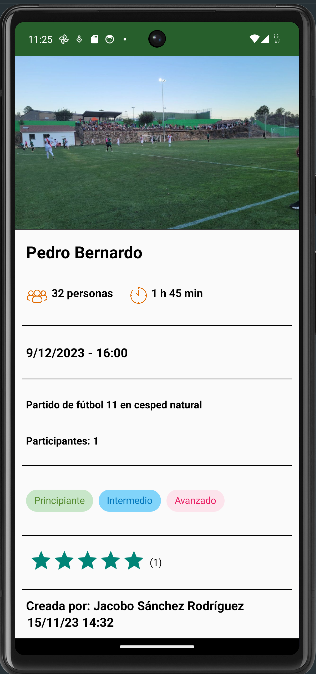 11:25
Pedro Bernardo
32 personas 1 h 45 min
9/12/2023 - 16:00
Partido de fútbol 11 en cesped natural
Participantes: 1
Principiante Intermedio Avanzado
(1)
Creada por: Jacobo Sánchez Rodríguez
15/11/23 14:32